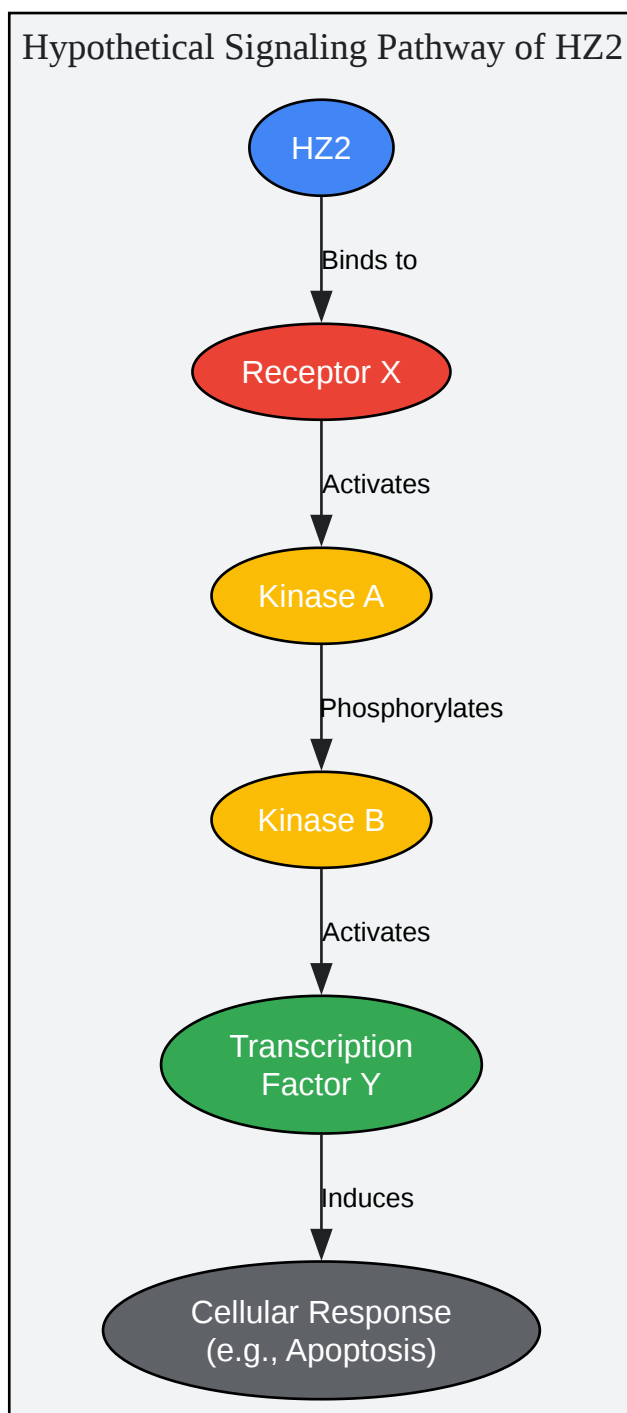 Hypothetical Signaling Pathway of HZ2
HZ2
Binds to
Receptor X
Activates
Kinase A
Phosphorylates
Kinase B
Activates
Transcription
Factor Y
Induces
Cellular Response
(e.g., Apoptosis)